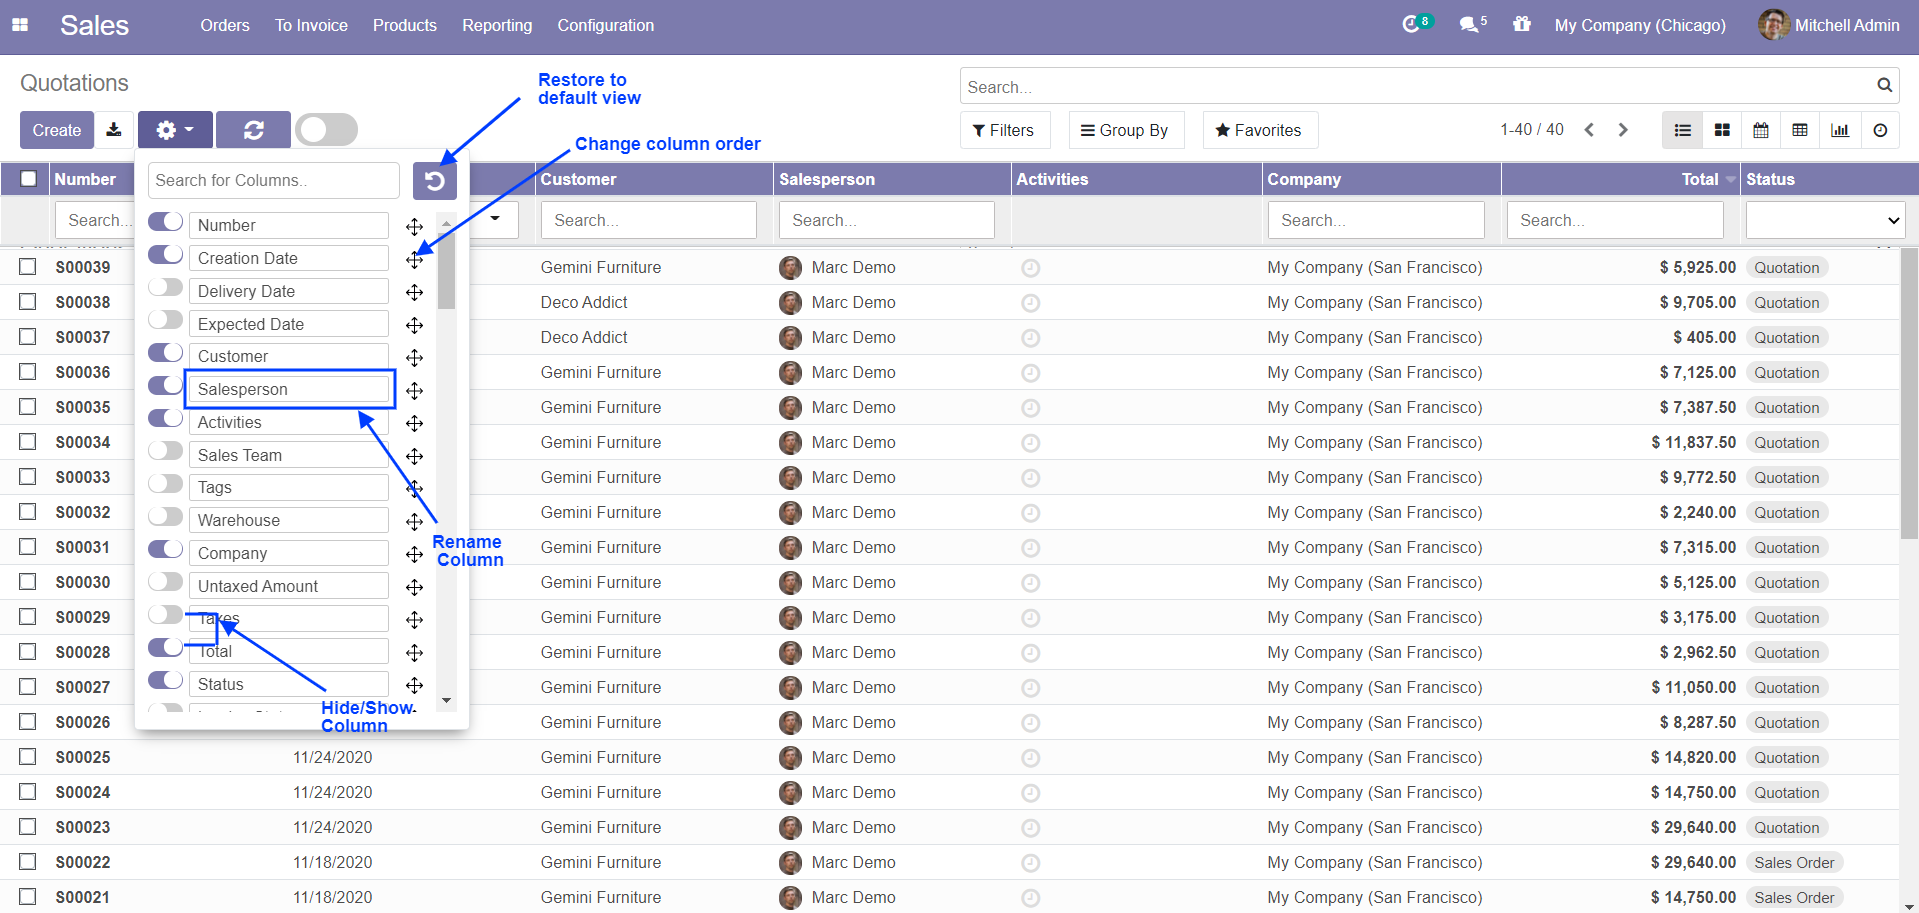 Sales Orders To Invoice Products Reporting Configuration 8 5 My Company (Chicago) Mitchell Admin
Quotations
Restore to
default view
Search...
Create
Filters Group By Favorites 1-40 / 40
Change column order
Number Customer Salesperson Activities Company Total Status
Search for Columns..
Search... Search... Search... Search... Search...
Number
Creation Date
Delivery Date
Expected Date
Customer
Salesperson
Activities
Sales Team
Tags
Warehouse
Company
Untaxed Amount
Taxes
Total
Status
Rename
Column
Hide/Show
Column
S00039 Gemini Furniture Marc Demo My Company (San Francisco) $ 5,925.00 Quotation
S00038 Deco Addict Marc Demo My Company (San Francisco) $ 9,705.00 Quotation
S00037 Deco Addict Marc Demo My Company (San Francisco) $ 405.00 Quotation
S00036 Gemini Furniture Marc Demo My Company (San Francisco) $ 7,125.00 Quotation
S00035 Gemini Furniture Marc Demo My Company (San Francisco) $ 7,387.50 Quotation
S00034 Gemini Furniture Marc Demo My Company (San Francisco) $ 11,837.50 Quotation
S00033 Gemini Furniture Marc Demo My Company (San Francisco) $ 9,772.50 Quotation
S00032 Gemini Furniture Marc Demo My Company (San Francisco) $ 2,240.00 Quotation
S00031 Gemini Furniture Marc Demo My Company (San Francisco) $ 7,315.00 Quotation
S00030 Gemini Furniture Marc Demo My Company (San Francisco) $ 5,125.00 Quotation
S00029 Gemini Furniture Marc Demo My Company (San Francisco) $ 3,175.00 Quotation
S00028 Gemini Furniture Marc Demo My Company (San Francisco) $ 2,962.50 Quotation
S00027 Gemini Furniture Marc Demo My Company (San Francisco) $ 11,050.00 Quotation
S00026 Gemini Furniture Marc Demo My Company (San Francisco) $ 8,287.50 Quotation
S00025 11/24/2020 Gemini Furniture Marc Demo My Company (San Francisco) $ 14,820.00 Quotation
S00024 11/24/2020 Gemini Furniture Marc Demo My Company (San Francisco) $ 14,750.00 Quotation
S00023 11/24/2020 Gemini Furniture Marc Demo My Company (San Francisco) $ 29,640.00 Quotation
S00022 11/18/2020 Gemini Furniture Marc Demo My Company (San Francisco) $ 29,640.00 Sales Order
S00021 11/18/2020 Gemini Furniture Marc Demo My Company (San Francisco) $ 14,750.00 Sales Order